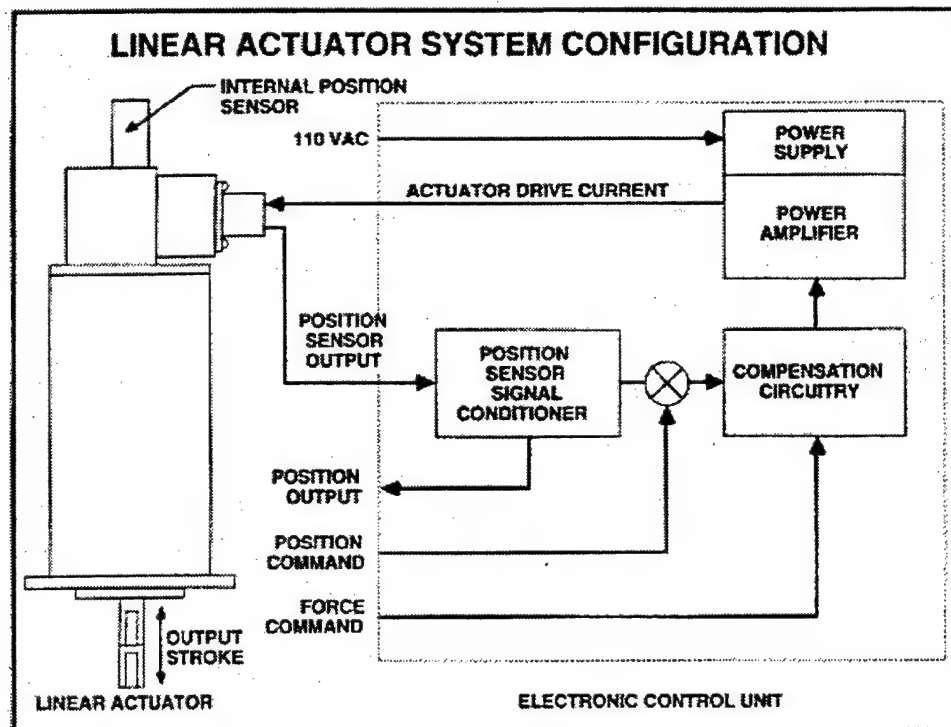 LINEAR ACTUATOR SYSTEM CONFIGURATION
INTERNAL POSITION
SENSOR
110 VAC
POWER
SUPPLY
ACTUATOR DRIVE CURRENT
POWER
AMPLIFIER
POSITION
SENSOR
OUTPUT
POSITION
SENSOR
SIGNAL
CONDITIONER
COMPENSATION
CIRCUITRY
POSITION
OUTPUT
POSITION
COMMAND
FORCE
COMMAND
OUTPUT
STROKE
LINEAR ACTUATOR
ELECTRONIC CONTROL UNIT